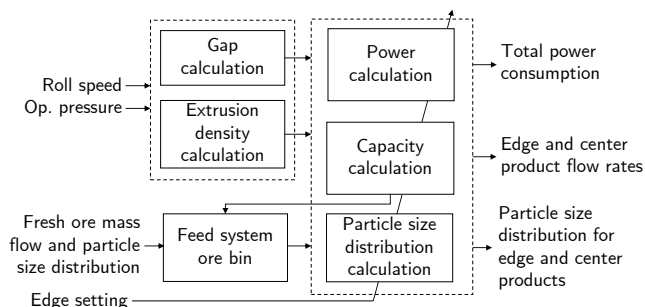 Gap
calculation
Power
calculation
Total power
consumption
Roll speed
Op. pressure
Extrusion
density
calculation
Capacity
calculation
Edge and center
product flow rates
Fresh ore mass
flow and particle
size distribution
Feed system
ore bin
Particle size
distribution
calculation
Particle size
distribution for
edge and center
products
Edge setting